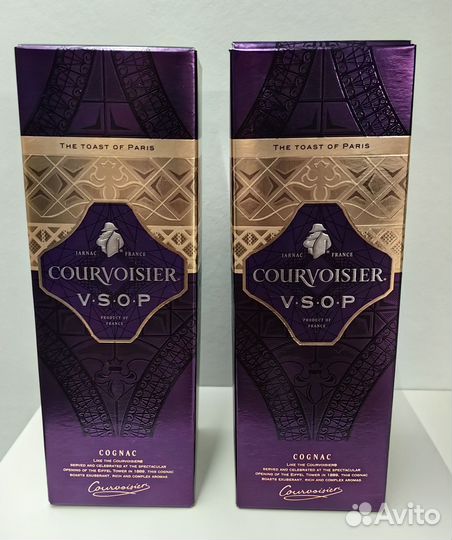 THE TOAST OF PARIS
JARNAC FRANCE
COURVOISIER
V·S·O·P
PRODUCT OF
FRANCE
COGNAC
LIKE THE COURVOISIERS
SERVED AND CELEBRATED AT THE SPECTACULAR
OPENING OF THE EIFFEL TOWER IN 1889, THIS COGNAC
BOASTS EXUBERANT, RICH AND COMPLEX AROMAS
Courvoisier
THE TOAST OF PARIS
JARNAC FRANCE
COURVOISIER
V·S·O·P
PRODUCT OF
FRANCE
COGNAC
LIKE THE COURVOISIER
SERVED AND CELEBRATED AT THE SPECTACULAR
OPENING OF THE EIFFEL TOWER IN 1889, THIS COGNAC
BOASTS EXUBERANT, RICH AND COMPLEX AROMAS
Courvoisier
Avito